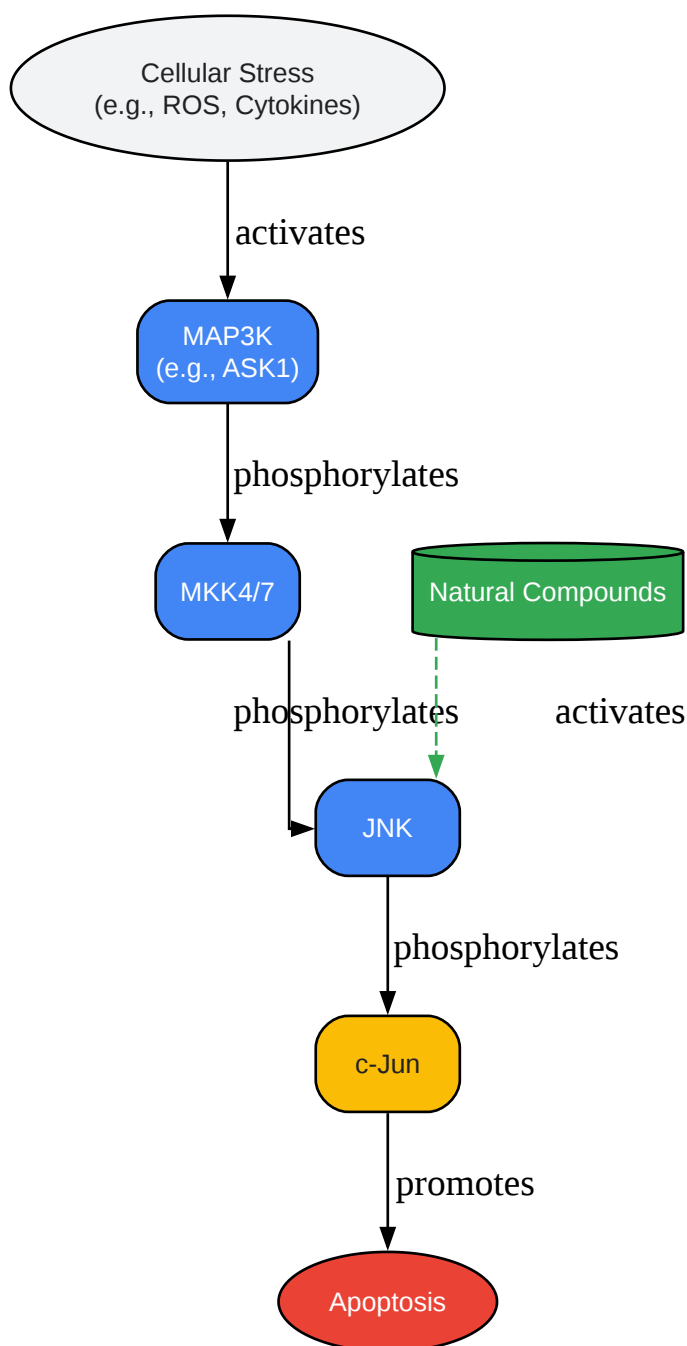 Cellular Stress
(e.g., ROS, Cytokines)
activates
MAP3K
(e.g., ASK1)
phosphorylates
MKK4/7
Natural Compounds
phosphorylates
activates
JNK
phosphorylates
c-Jun
promotes
Apoptosis